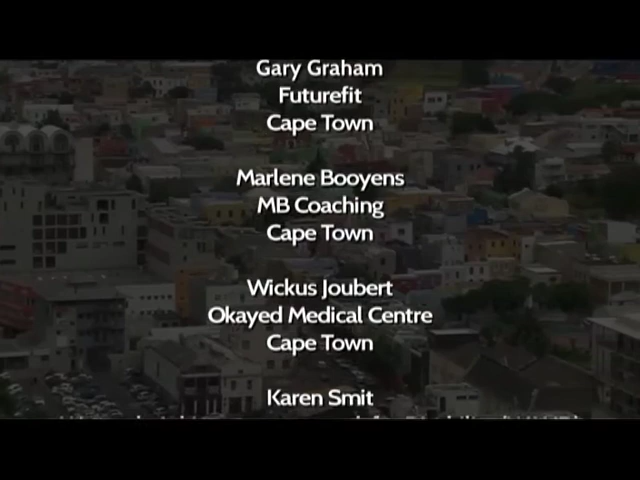 Gary Graham
Futurefit
Cape Town
Marlene Booyens
MB Coaching
Cape Town
Wickus Joubert
Okayed Medical Centre
Cape Town
Karen Smit